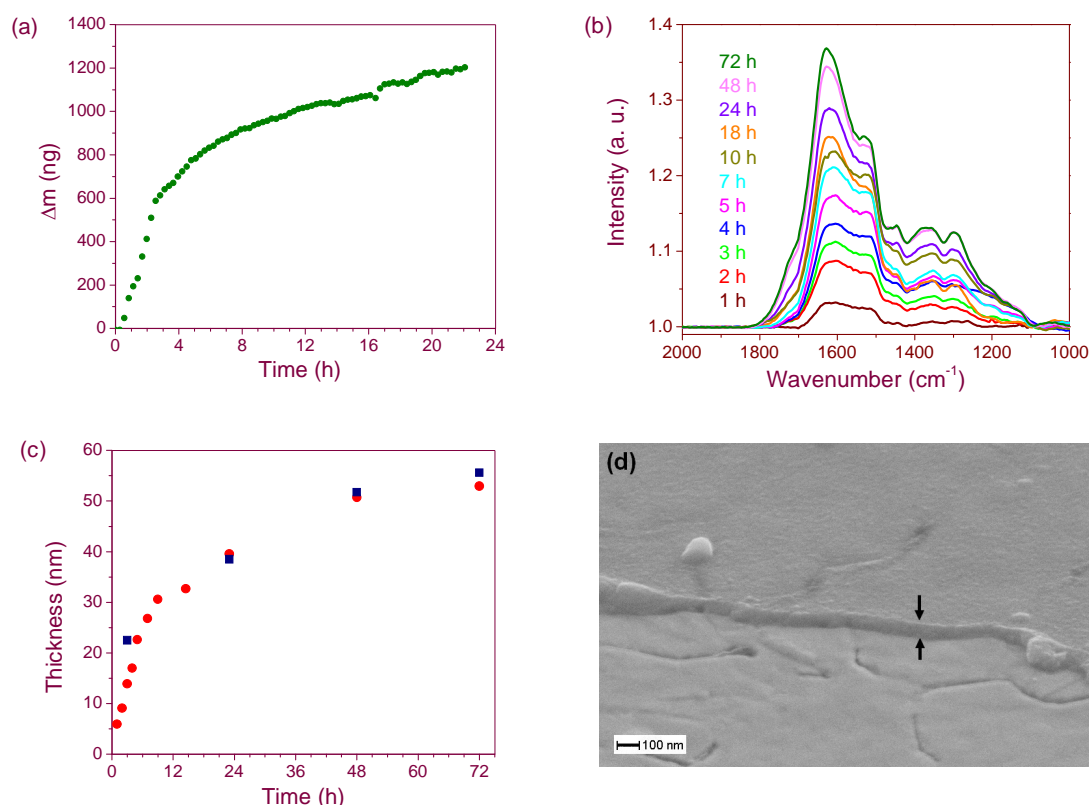 (a)
1400
1200
1000
800
600
400
200
0
0 4 8 12 16 20 24
Δm (ng)
Time (h)
(b)
1.4
1.3
1.2
1.1
1.0
72 h
48 h
24 h
18 h
10 h
7 h
5 h
4 h
3 h
2 h
1 h
2000 1800 1600 1400 1200 1000
Intensity (a. u.)
Wavenumber (cm⁻¹)
(c)
60
50
40
30
20
10
0
0 12 24 36 48 60 72
Thickness (nm)
Time (h)
(d)
100 nm